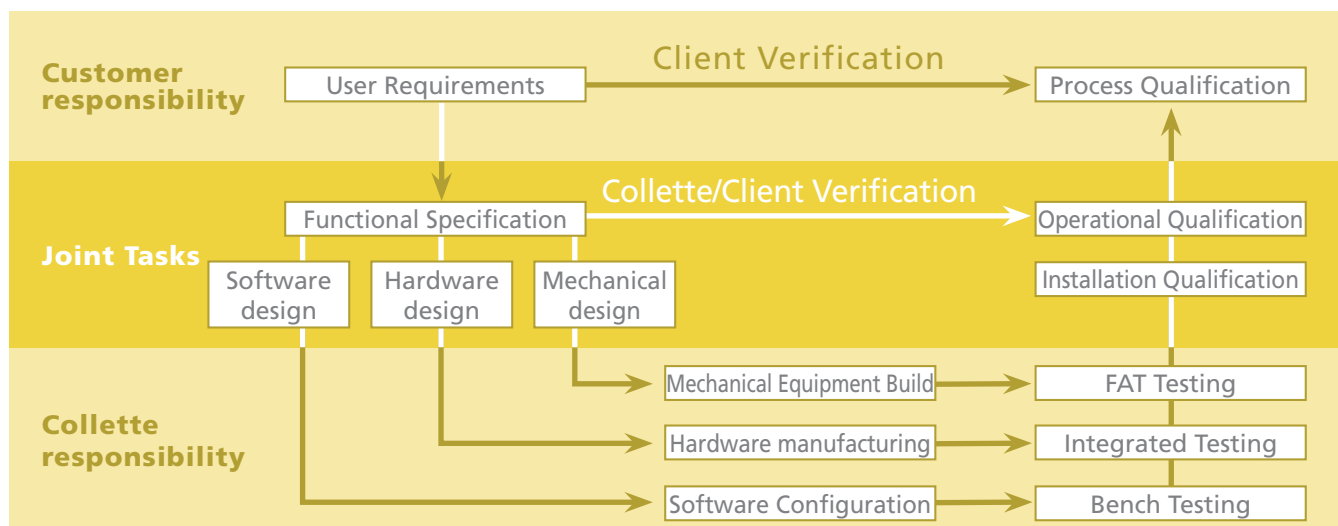 Customer
responsibility
User Requirements
Client Verification
Process Qualification
Joint Tasks
Functional Specification
Collette/Client Verification
Operational Qualification
Software
design
Hardware
design
Mechanical
design
Installation Qualification
Collette
responsibility
Mechanical Equipment Build
FAT Testing
Hardware manufacturing
Integrated Testing
Software Configuration
Bench Testing